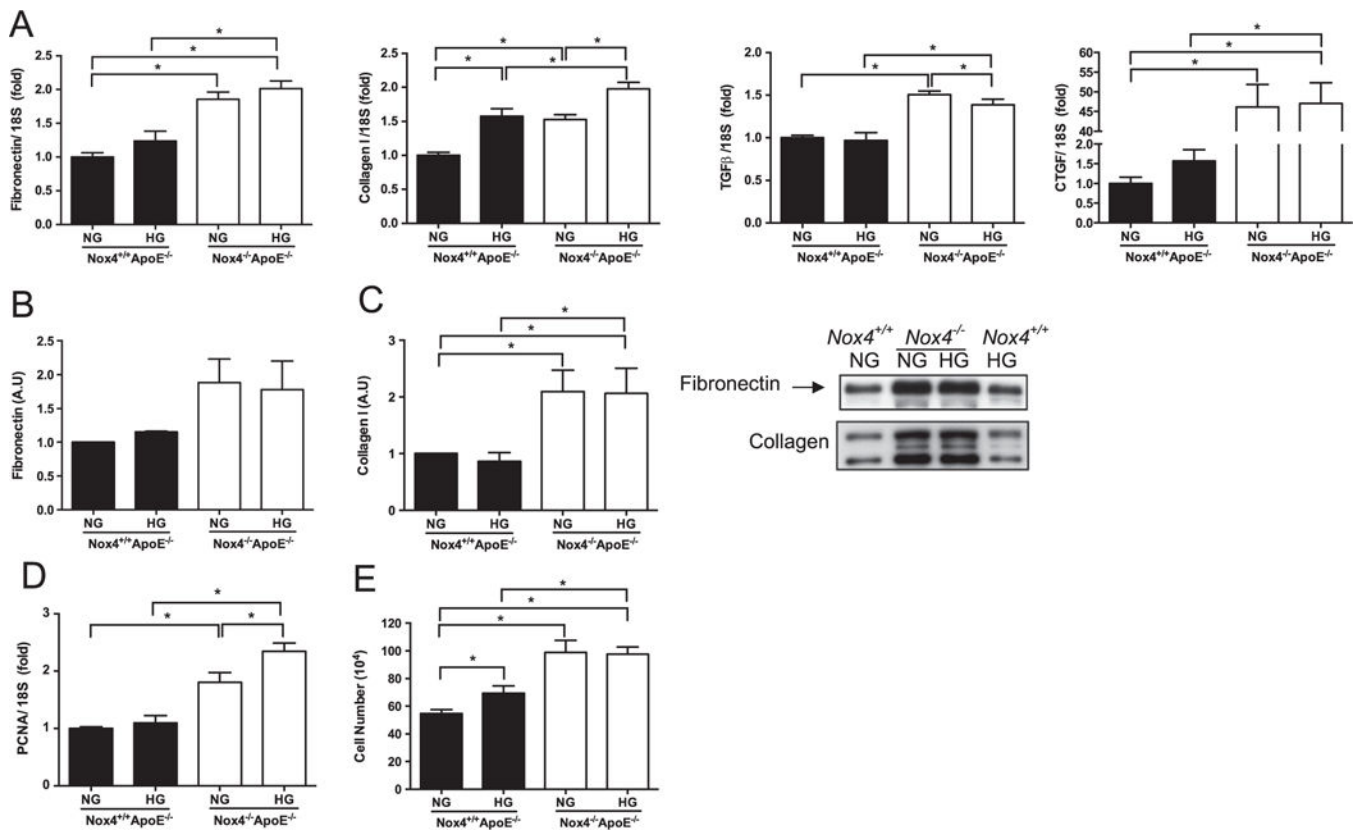 A
Fibronectin/ 18S (fold)
2.5
2.0
1.5
1.0
0.5
0.0
* * *
NG HG NG HG
Nox4+/+ApoE-/- Nox4-/-ApoE-/-
Collagen I /18S (fold)
2.5
2.0
1.5
1.0
0.5
0.0
* * * * *
NG HG NG HG
Nox4+/+ApoE-/- Nox4-/-ApoE-/-
TGFβ /18S (fold)
2.0
1.5
1.0
0.5
0.0
* * *
NG HG NG HG
Nox4+/+ApoE-/- Nox4-/-ApoE-/-
CTGF/ 18S (fold)
60
55
50
45
40
2.0
1.5
1.0
0.5
0.0
* * *
NG HG NG HG
Nox4+/+ApoE-/- Nox4-/-ApoE-/-
B
Fibronectin (A.U)
2.5
2.0
1.5
1.0
0.5
0.0
NG HG NG HG
Nox4+/+ApoE-/- Nox4-/-ApoE-/-
C
Collagen I (A.U)
3
2
1
0
* * *
NG HG NG HG
Nox4+/+ApoE-/- Nox4-/-ApoE-/-
Nox4+/+ Nox4-/- Nox4+/+
NG NG HG HG
Fibronectin
Collagen
D
PCNA/ 18S (fold)
3
2
1
0
* * *
NG HG NG HG
Nox4+/+ApoE-/- Nox4-/-ApoE-/-
E
Cell Number (10⁴)
120
100
80
60
40
20
0
* * * *
NG HG NG HG
Nox4+/+ApoE-/- Nox4-/-ApoE-/-